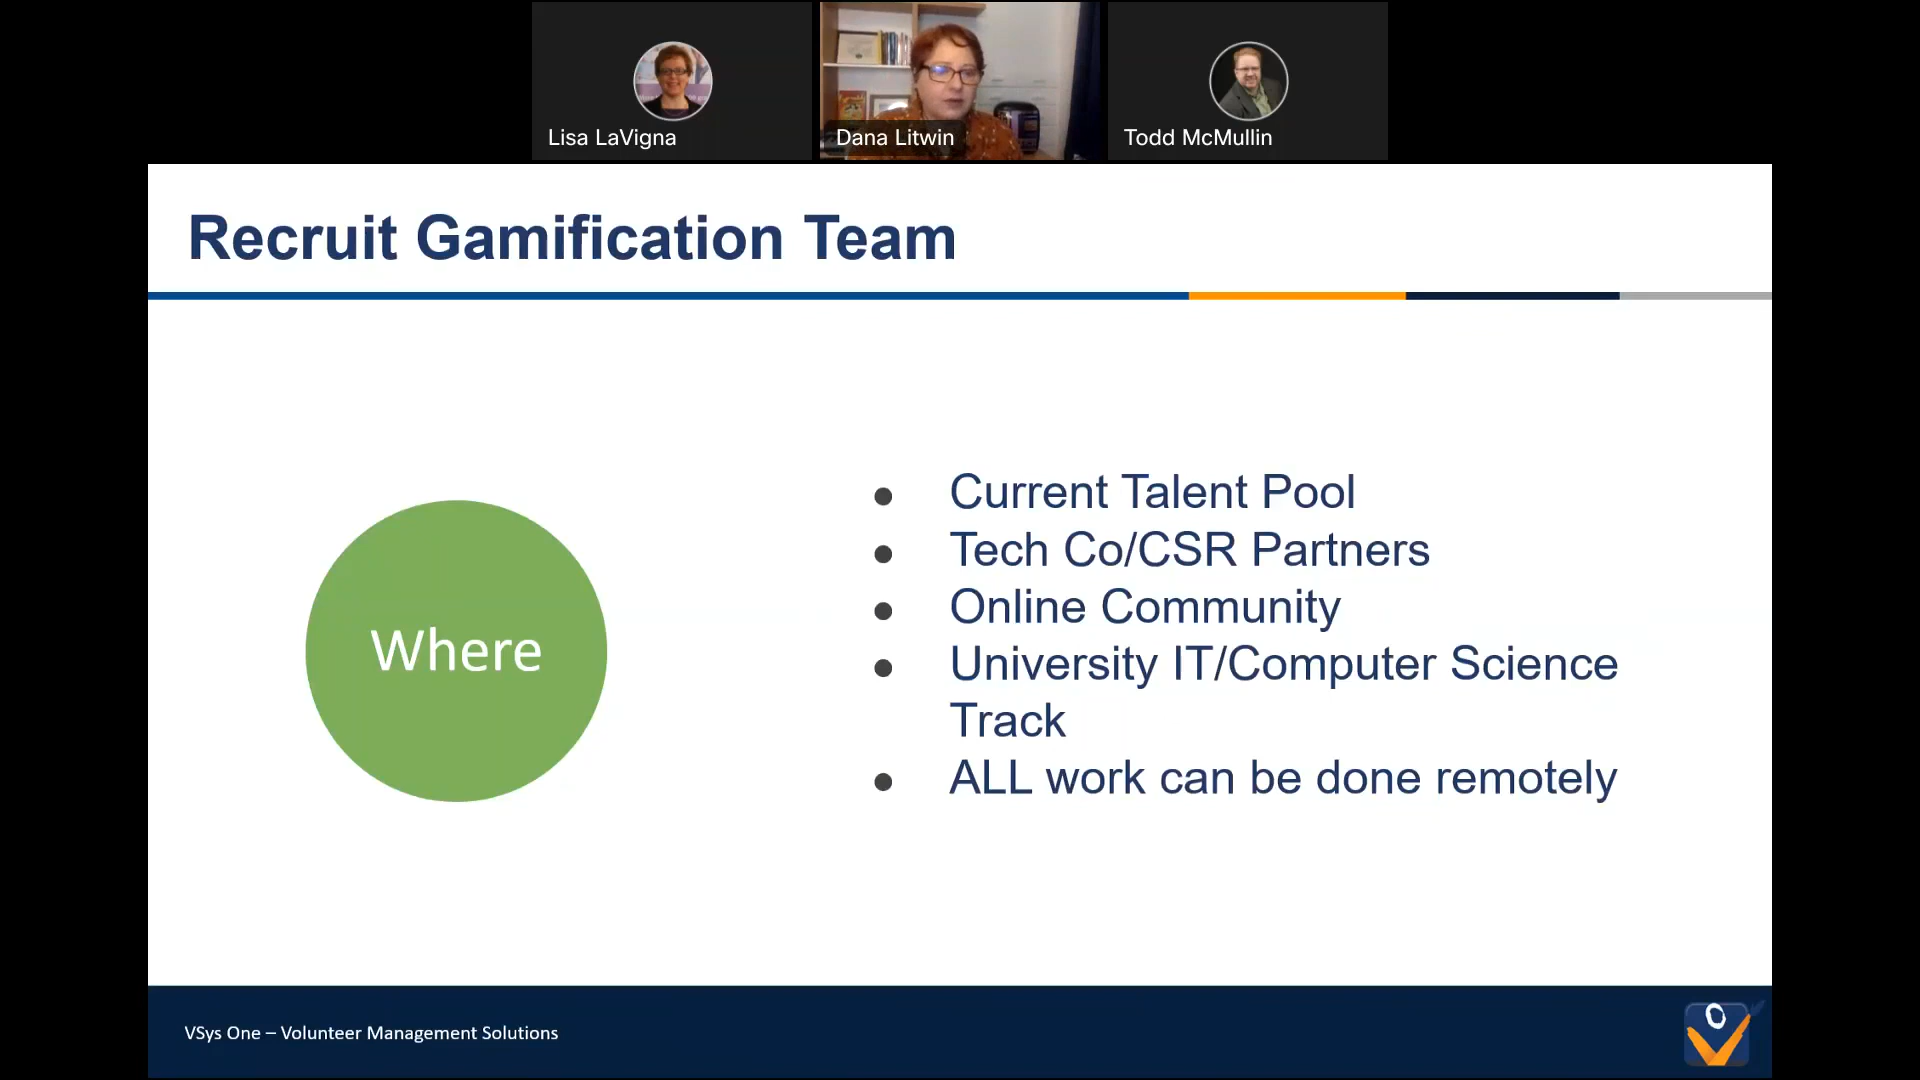 Lisa LaVigna
Dana Litwin
Todd McMullin
Recruit Gamification Team
Where
● Current Talent Pool
● Tech Co/CSR Partners
● Online Community
● University IT/Computer Science
Track
● ALL work can be done remotely
VSys One – Volunteer Management Solutions